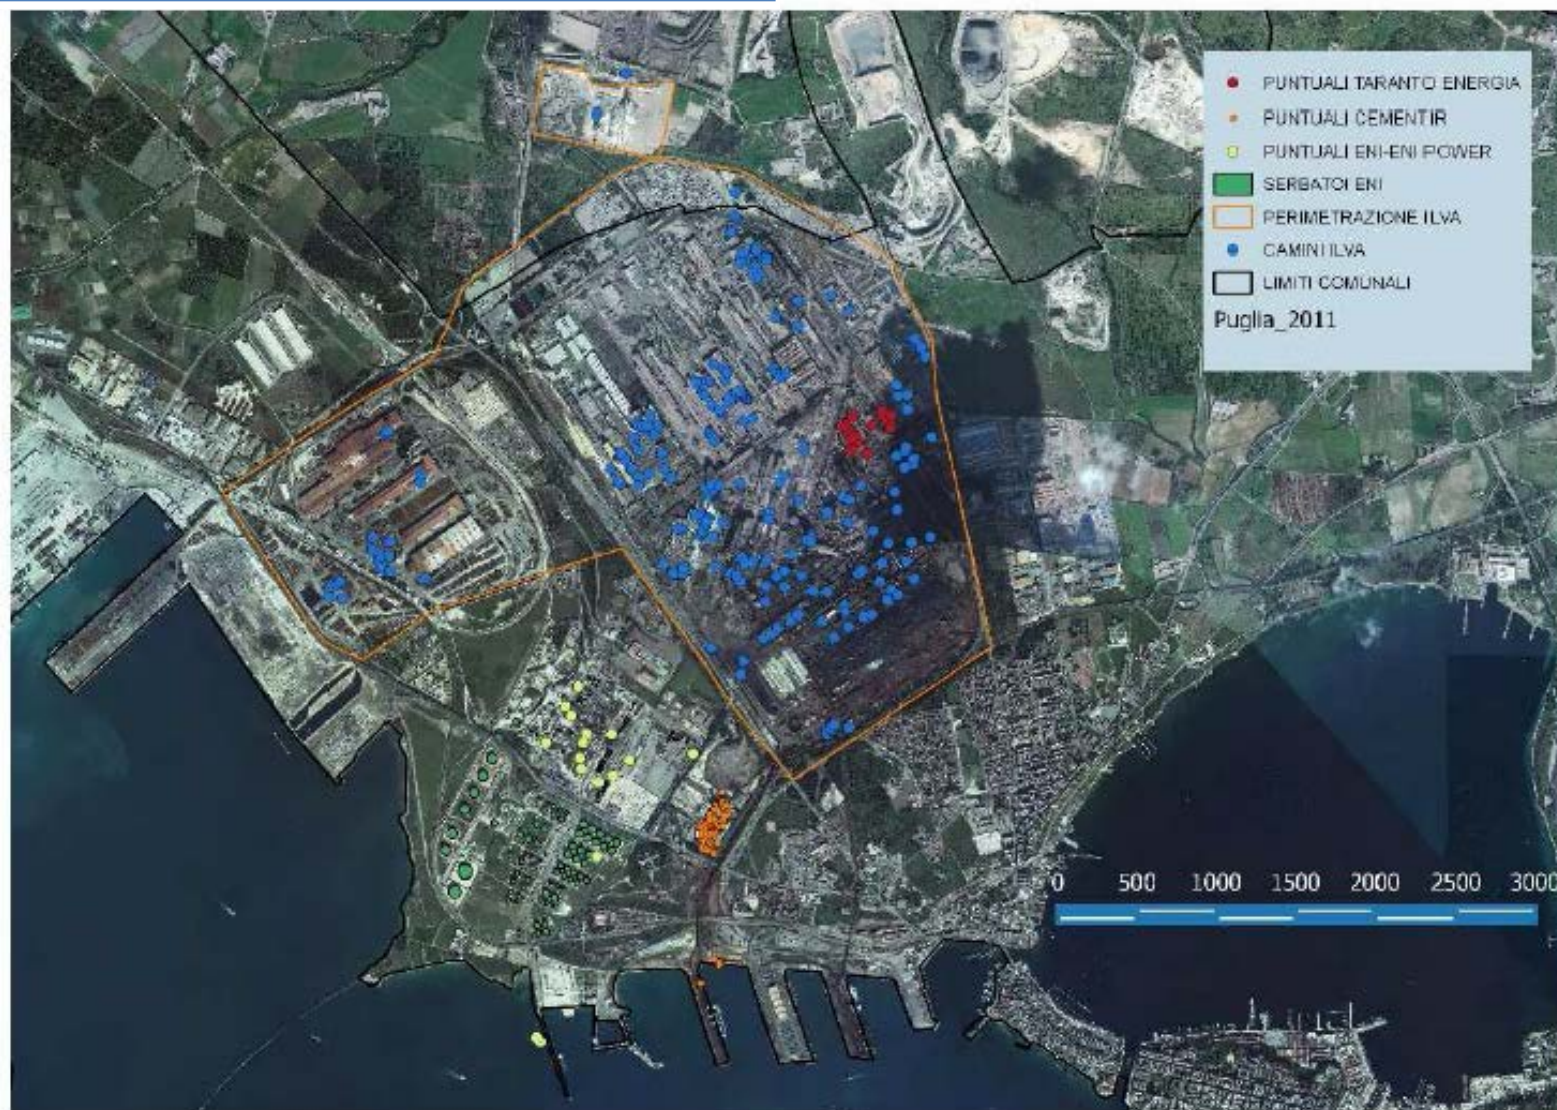 PUNTUALI TARANTO ENERGIA
PUNTUALI CEMENTIR
PUNTUALI ENI-ENI POWER
SERBATOI ENI
PERIMETRAZIONE ILVA
CAMINI ILVA
LIMITI COMUNALI
Puglia_2011
0 500 1000 1500 2000 2500 3000